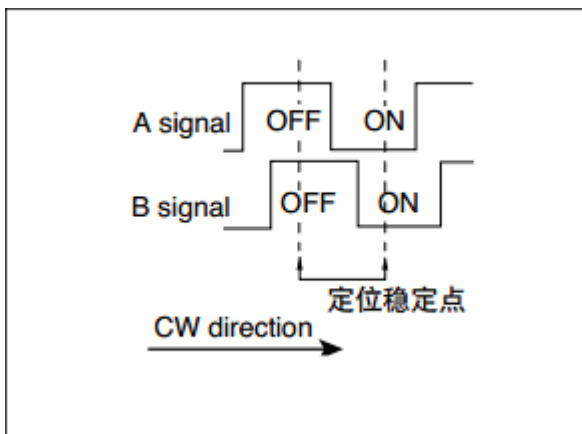 A signal OFF ON
B signal OFF ON
定位稳定点
CW direction